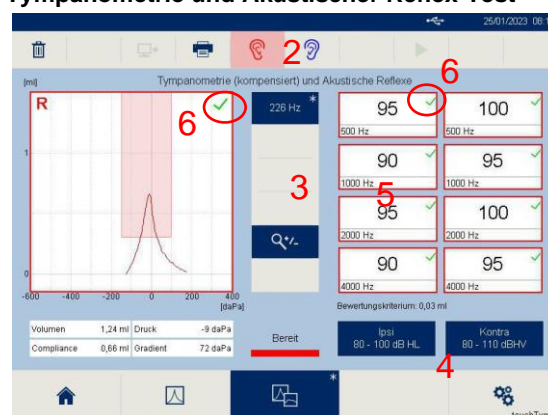 Tympanometrie und Akustischer Reflex Test
25/01/2023 08:1
2
Tympanometrie (kompensiert) und Akustische Reflexe
[ml]
R
6
226 Hz *
3
6
95
500 Hz
100
500 Hz
90
1000 Hz
95
1000 Hz
5
95
2000 Hz
100
2000 Hz
90
4000 Hz
95
4000 Hz
1
0
-600 -400 -200 0 200 400
[daPa]
+/-
Bewertungskriterium: 0,03 ml
Volumen 1,24 ml Druck -9 daPa
Compliance 0,66 ml Gradient 72 daPa
Bereit
Ipsi
80 - 100 dB HL
Kontra
80 - 110 dBHV
4
*